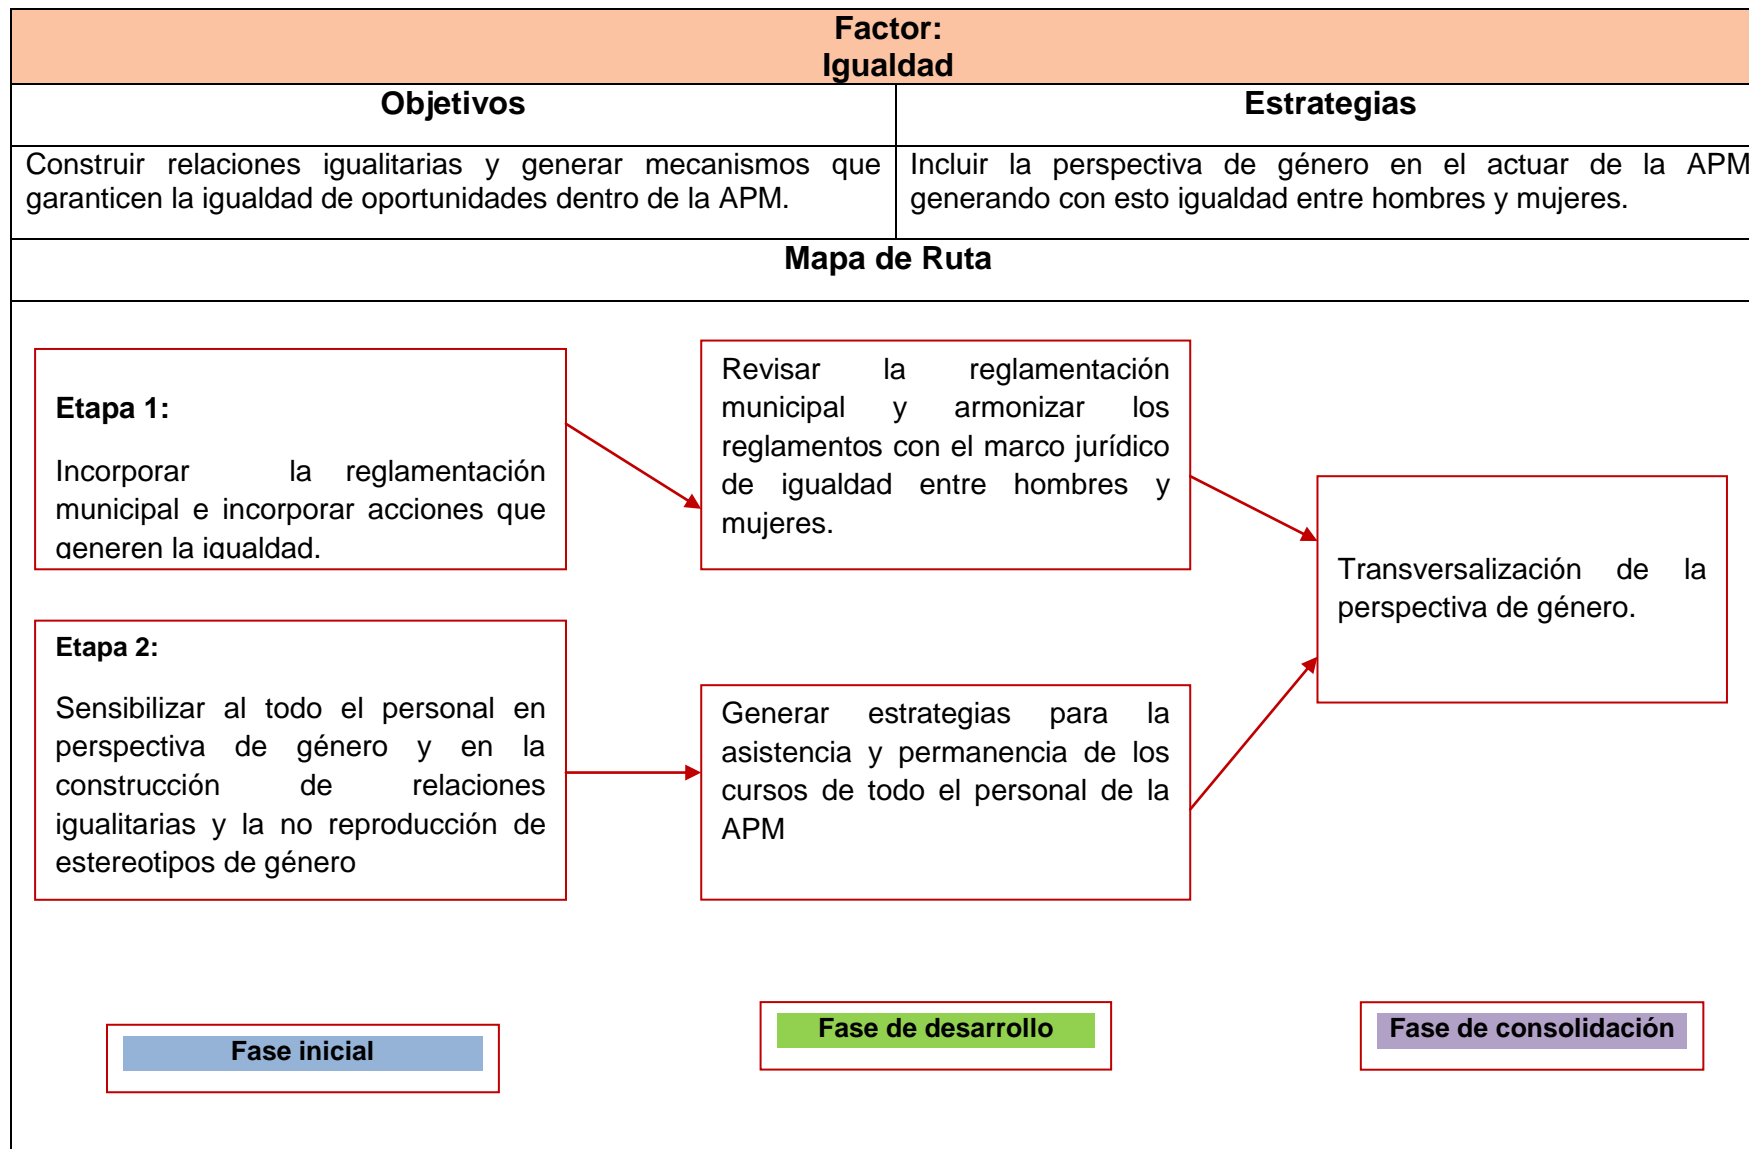 Factor:
Igualdad
Objetivos
Estrategias
Construir relaciones igualitarias y generar mecanismos que
garanticen la igualdad de oportunidades dentro de la APM.
Incluir la perspectiva de género en el actuar de la APM
generando con esto igualdad entre hombres y mujeres.
Mapa de Ruta
Etapa 1:
Incorporar la reglamentación
municipal e incorporar acciones que
generen la igualdad.
Revisar la reglamentación
municipal y armonizar los
reglamentos con el marco jurídico
de igualdad entre hombres y
mujeres.
Transversalización de la
perspectiva de género.
Etapa 2:
Sensibilizar al todo el personal en
perspectiva de género y en la
construcción de relaciones
igualitarias y la no reproducción de
estereotipos de género
Generar estrategias para la
asistencia y permanencia de los
cursos de todo el personal de la
APM
Fase inicial
Fase de desarrollo
Fase de consolidación